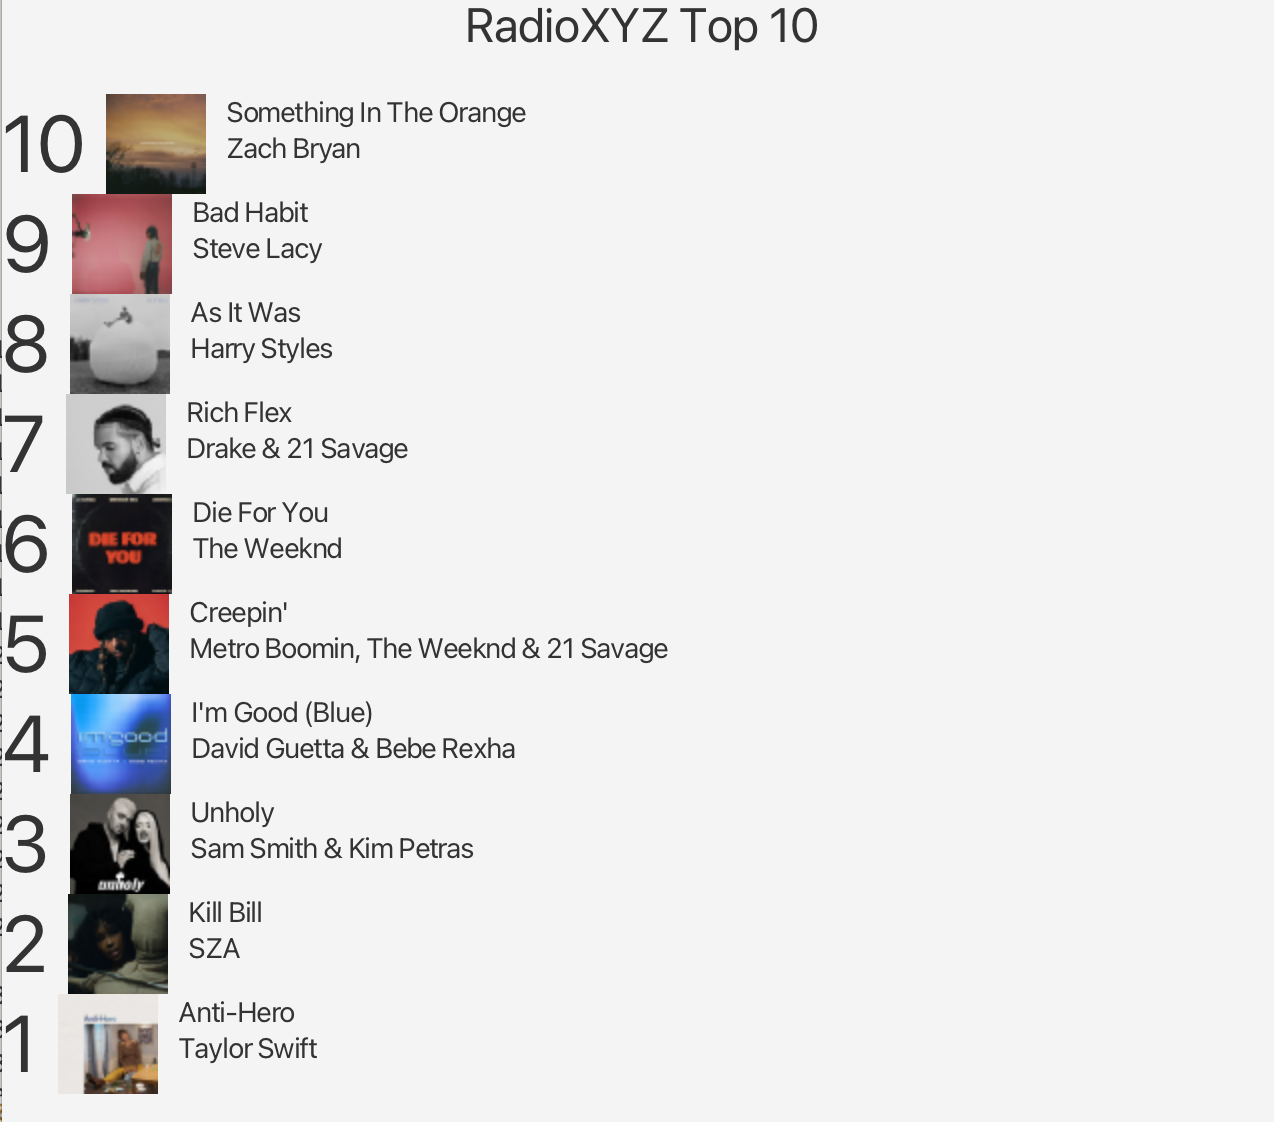 RadioXYZ Top 10
10
Something In The Orange
Zach Bryan
9
Bad Habit
Steve Lacy
8
As It Was
Harry Styles
7
Rich Flex
Drake & 21 Savage
6
DIE FOR
YOU
Die For You
The Weeknd
5
Creepin'
Metro Boomin, The Weeknd & 21 Savage
4
I'm good
I'm Good (Blue)
David Guetta & Bebe Rexha
3
unholy
Unholy
Sam Smith & Kim Petras
2
Kill Bill
SZA
1
Anti-Hero
Anti-Hero
Taylor Swift